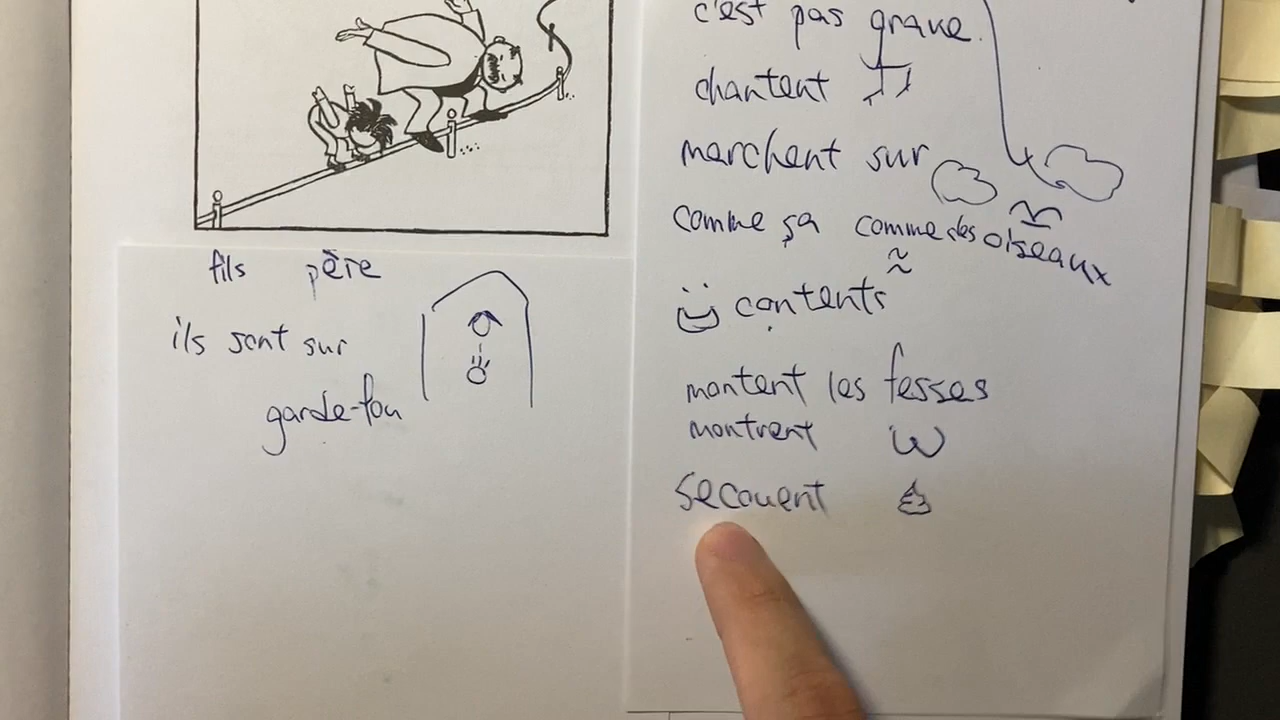 fils père
ils sont sur
garde-fou
c'est pas grave.
chantent
marchent sur
comme ça comme des oiseaux
contents
montent les fesses
montrent
secouent